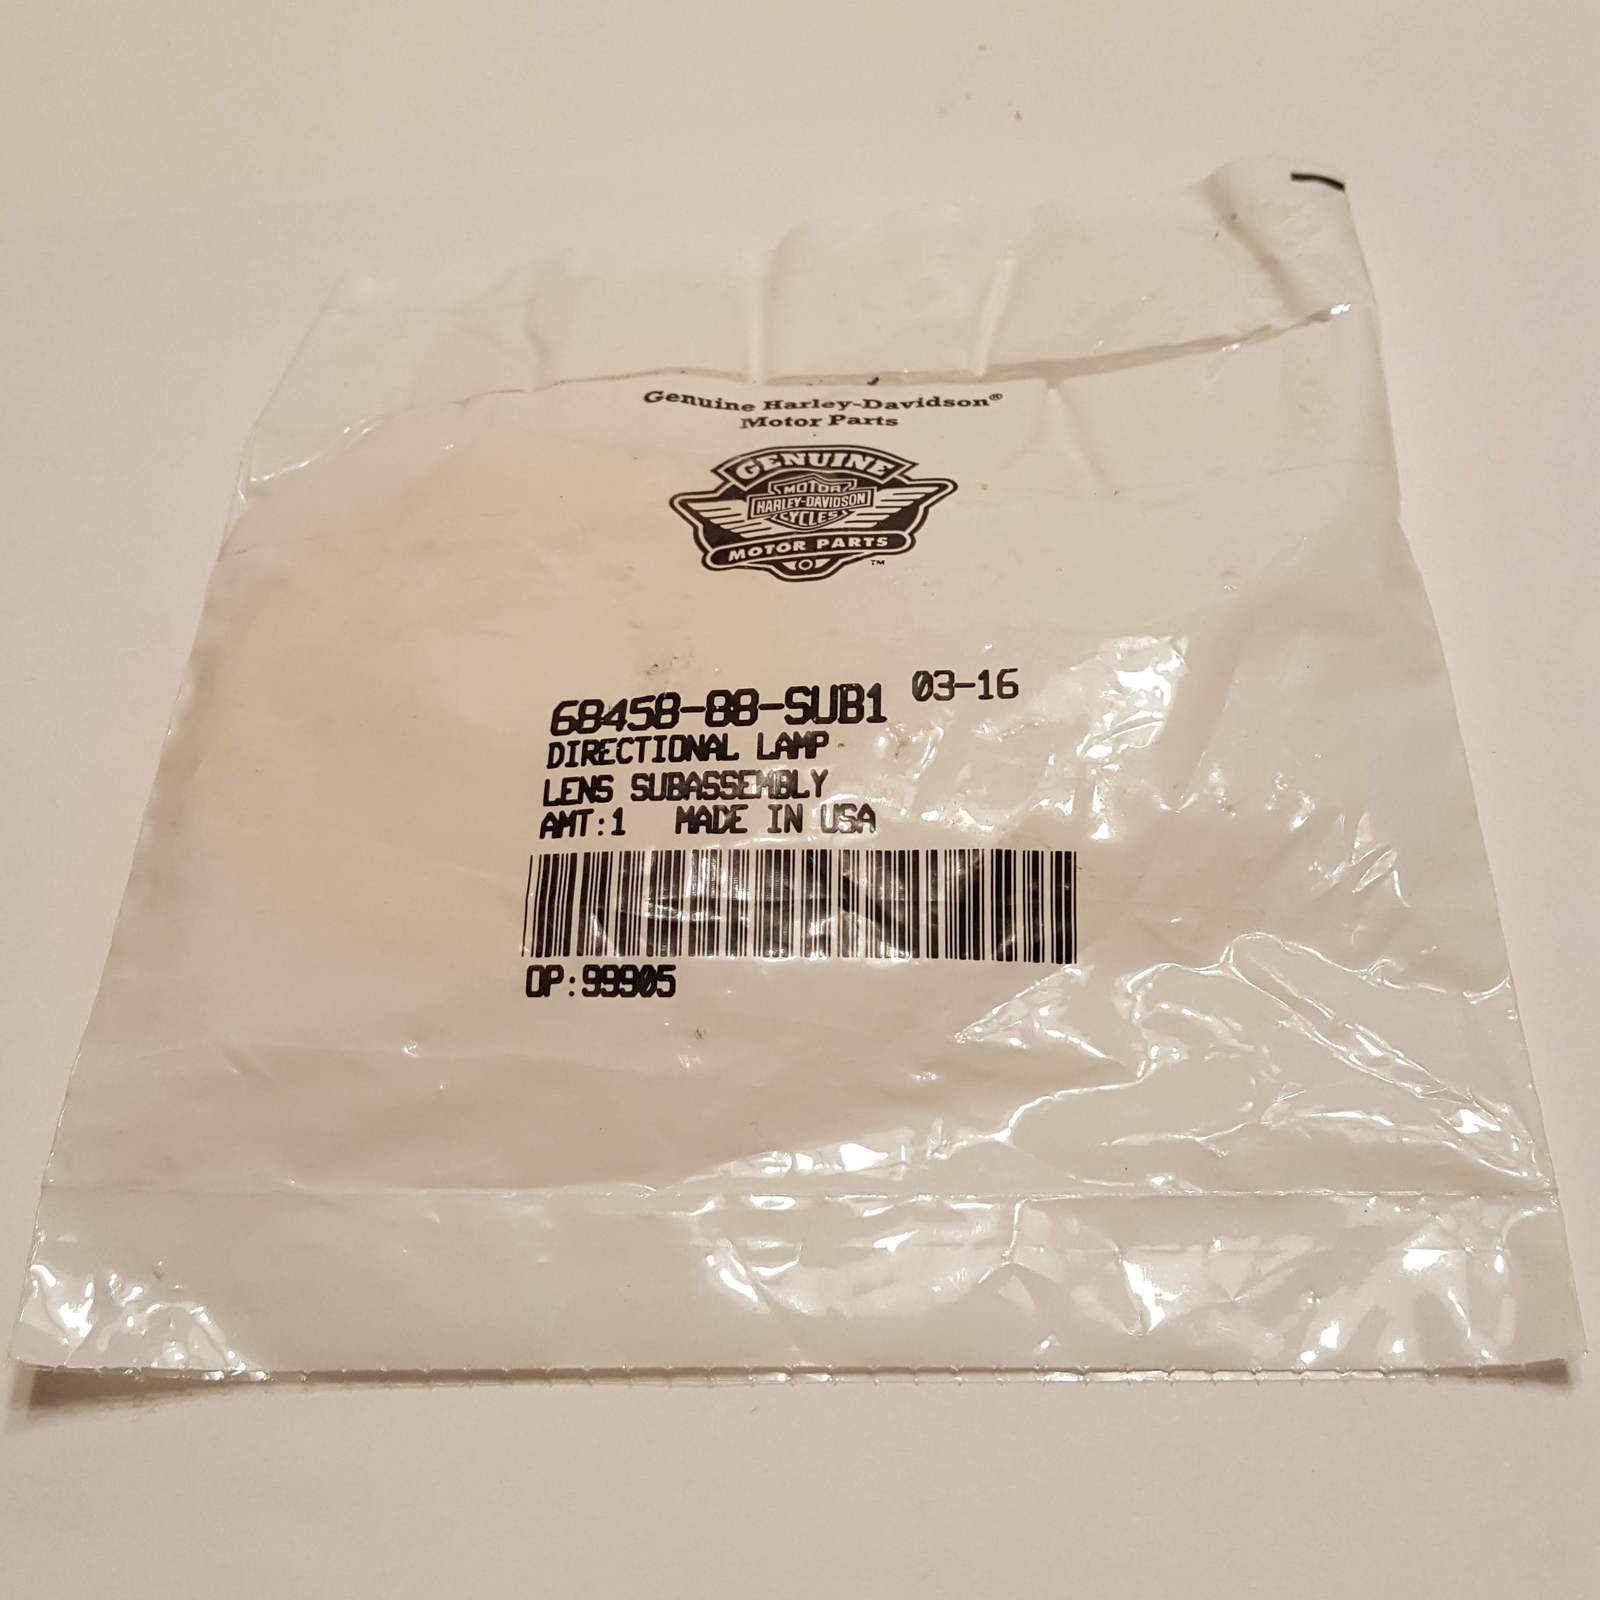 Genuine Harley-Davidson®
Motor Parts
GENUINE
MOTOR
HARLEY-DAVIDSON
CYCLES
MOTOR PARTS
™
68458-88-SUB1 03-16
DIRECTIONAL LAMP
LENS SUBASSEMBLY
AMT:1 MADE IN USA
OP:99905